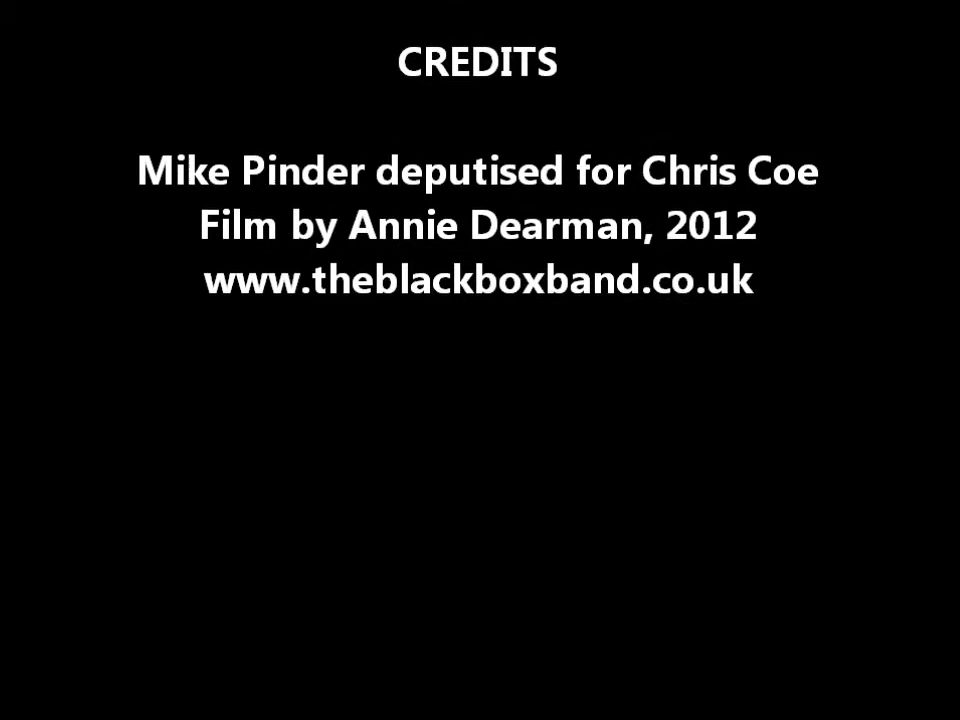 CREDITS
Mike Pinder deputised for Chris Coe
Film by Annie Dearman, 2012
www.theblackboxband.co.uk